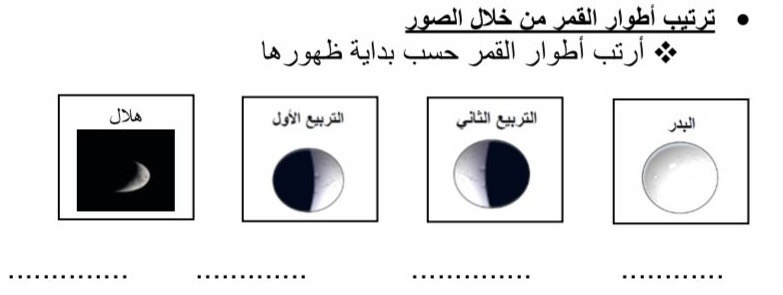 • ترتيب أطوار القمر من خلال الصور
❖ أرتب أطوار القمر حسب بداية ظهورها
البدر
التربيع الثاني
التربيع الأول
هلال
............ .............. ............. ..............